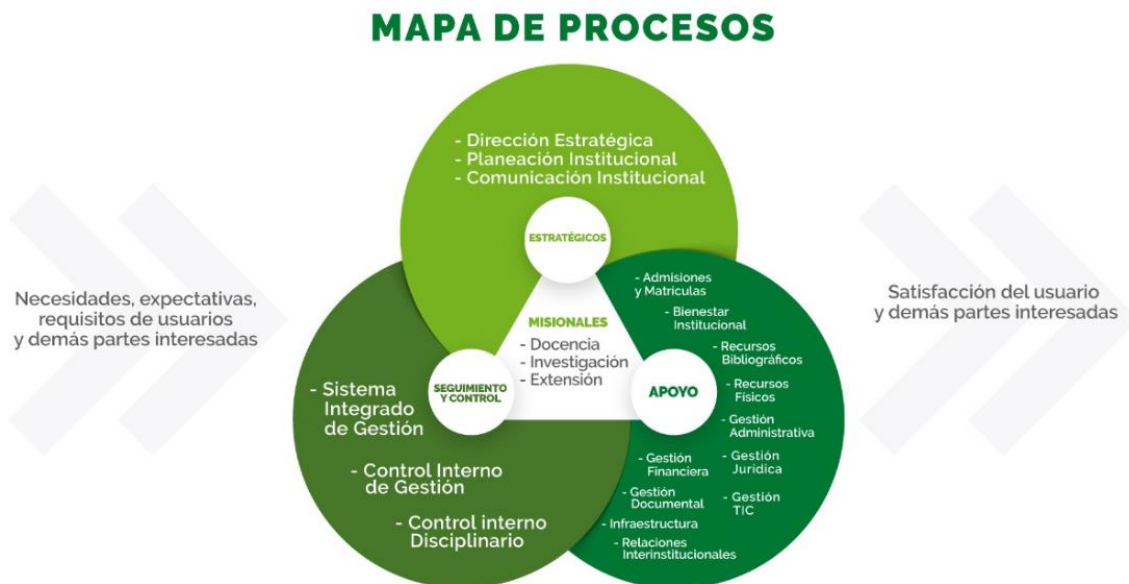 MAPA DE PROCESOS
- Dirección Estratégica
- Planeación Institucional
- Comunicación Institucional
ESTRATÉGICOS
Necesidades, expectativas,
requisitos de usuarios
y demás partes interesadas
MISIONALES
- Docencia
- Investigación
- Extensión
SEGUIMIENTO
Y CONTROL
- Sistema
Integrado
de Gestión
- Control Interno
de Gestión
- Control interno
Disciplinario
APOYO
- Admisiones
y Matriculas
- Bienestar
Institucional
- Recursos
Bibliográficos
- Recursos
Físicos
- Gestión
Administrativa
- Gestión
Jurídica
- Gestión
TIC
- Gestión
Financiera
- Gestión
Documental
- Infraestructura
- Relaciones
Interinstitucionales
Satisfacción del usuario
y demás partes interesadas